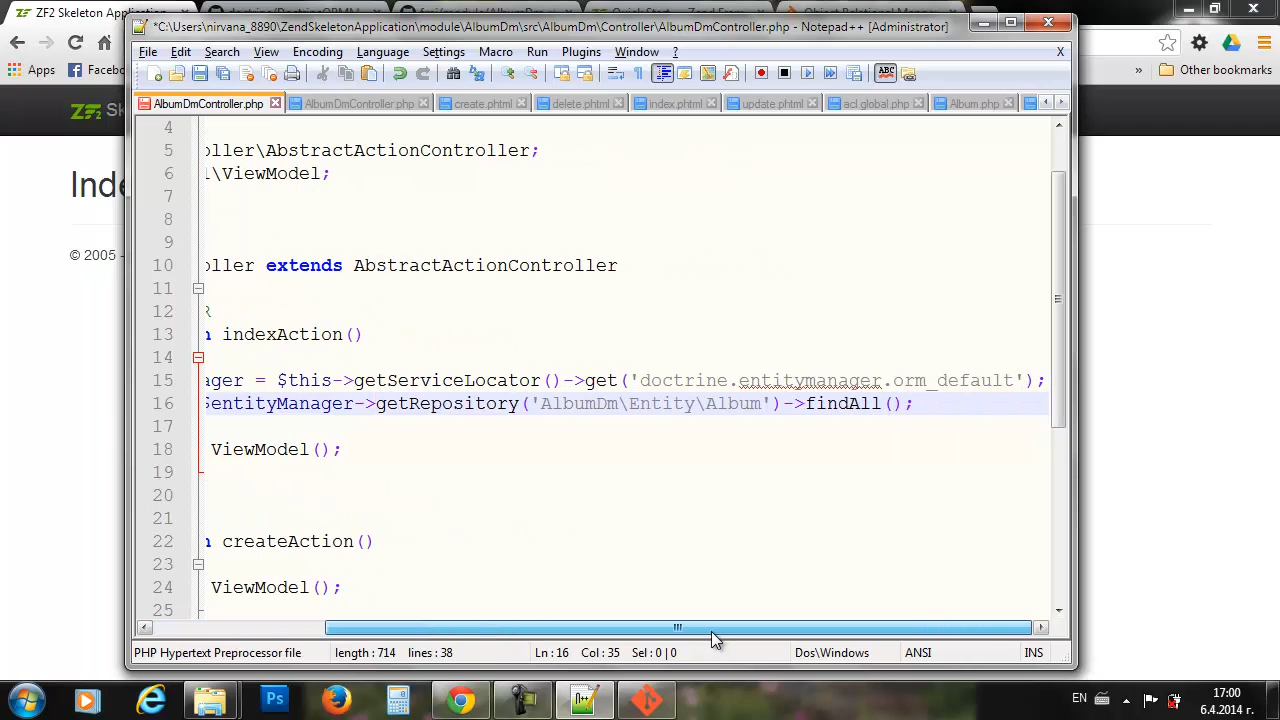 ZF2 Skeleton Application
*C:\Users\nirvana_8890\ZendSkeletonApplication\module\AlbumDm\src\AlbumDm\Controller\AlbumDmController.php - Notepad++ [Administrator]
File Edit Search View Encoding Language Settings Macro Run Plugins Window ? X
Apps Facebo » Other bookmarks
AlbumDmController.php AlbumDmController.php create.phtml delete.phtml index.phtml update.phtml acl.global.php Album.php
ZF2 Sk
Inde
© 2005 -
4
5 oller\AbstractActionController;
6 l\ViewModel;
7
8
9
10 oller extends AbstractActionController
11
12 R
13 n indexAction()
14
15 ager = $this->getServiceLocator()->get('doctrine.entitymanager.orm_default');
16 $entityManager->getRepository('AlbumDm\Entity\Album')->findAll();
17
18 ViewModel();
19
20
21
22 n createAction()
23
24 ViewModel();
25
PHP Hypertext Preprocessor file length : 714 lines : 38 Ln : 16 Col : 35 Sel : 0 | 0 Dos\Windows ANSI INS
EN 17:00
6.4.2014 г.